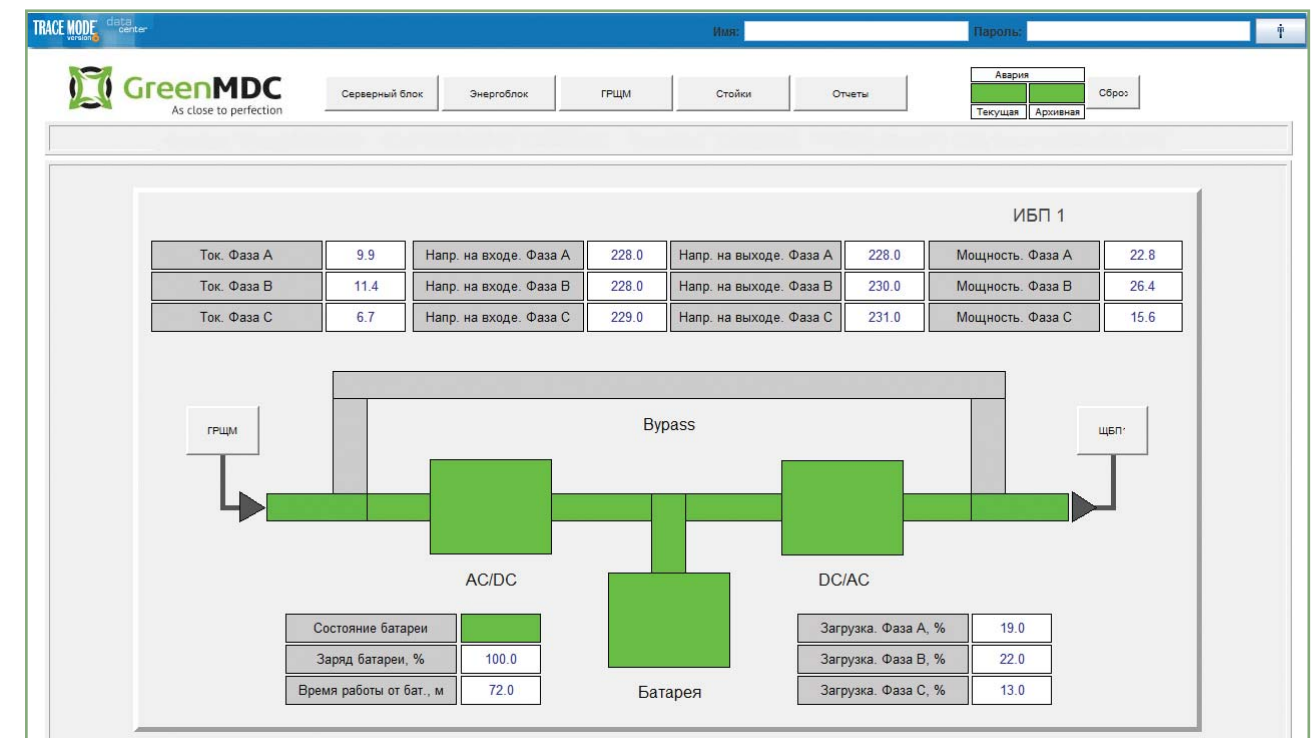 TRACE MODE data center
version 6
Имя: Пароль:
GreenMDC
As close to perfection
Серверный блок Энергоблок ГРЩМ Стойки Отчеты
Авария
Текущая Архивная
ИБП 1
Ток. Фаза A 9.9 Напр. на входе. Фаза A 228.0 Напр. на выходе. Фаза A 228.0 Мощность. Фаза A 22.8
Ток. Фаза B 11.4 Напр. на входе. Фаза B 228.0 Напр. на выходе. Фаза B 230.0 Мощность. Фаза B 26.4
Ток. Фаза C 6.7 Напр. на входе. Фаза C 229.0 Напр. на выходе. Фаза C 231.0 Мощность. Фаза C 15.6
Bypass
ГРЩМ
AC/DC DC/AC
Состояние батареи Загрузка. Фаза A, % 19.0
Заряд батареи, % 100.0 Загрузка. Фаза B, % 22.0
Время работы от бат., м 72.0 Батарея Загрузка. Фаза C, % 13.0